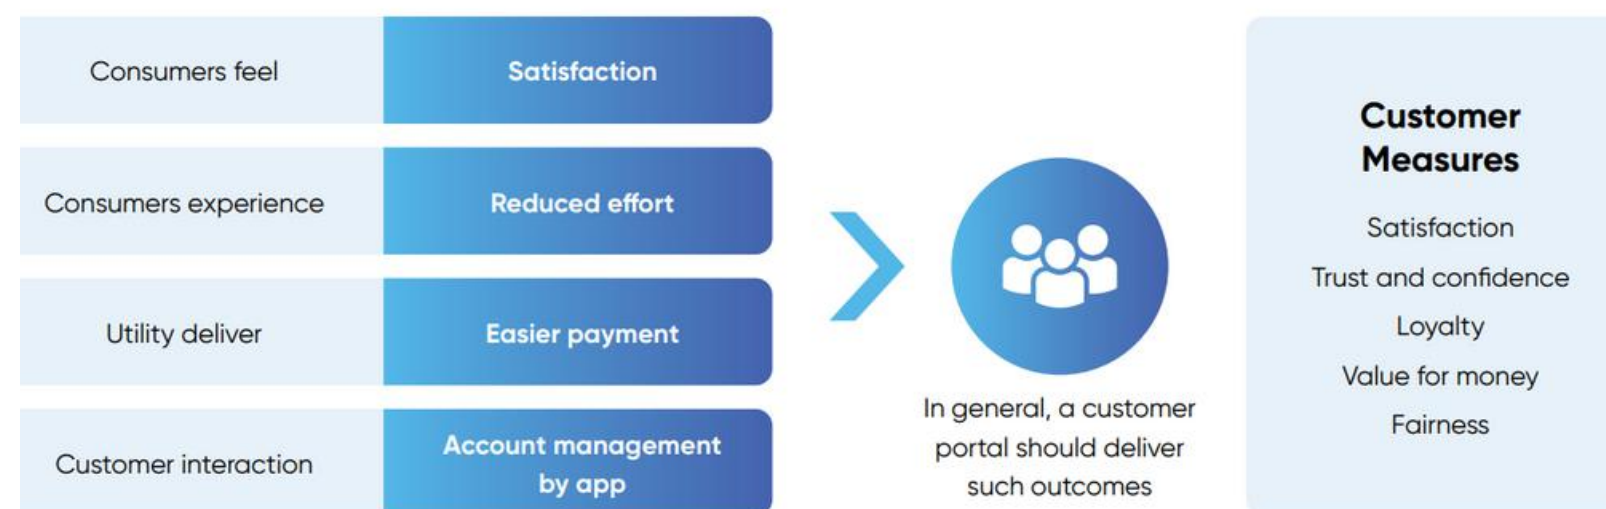 Consumers feel
Satisfaction
Consumers experience
Reduced effort
Utility deliver
Easier payment
Customer interaction
Account management
by app
In general, a customer
portal should deliver
such outcomes
Customer
Measures
Satisfaction
Trust and confidence
Loyalty
Value for money
Fairness